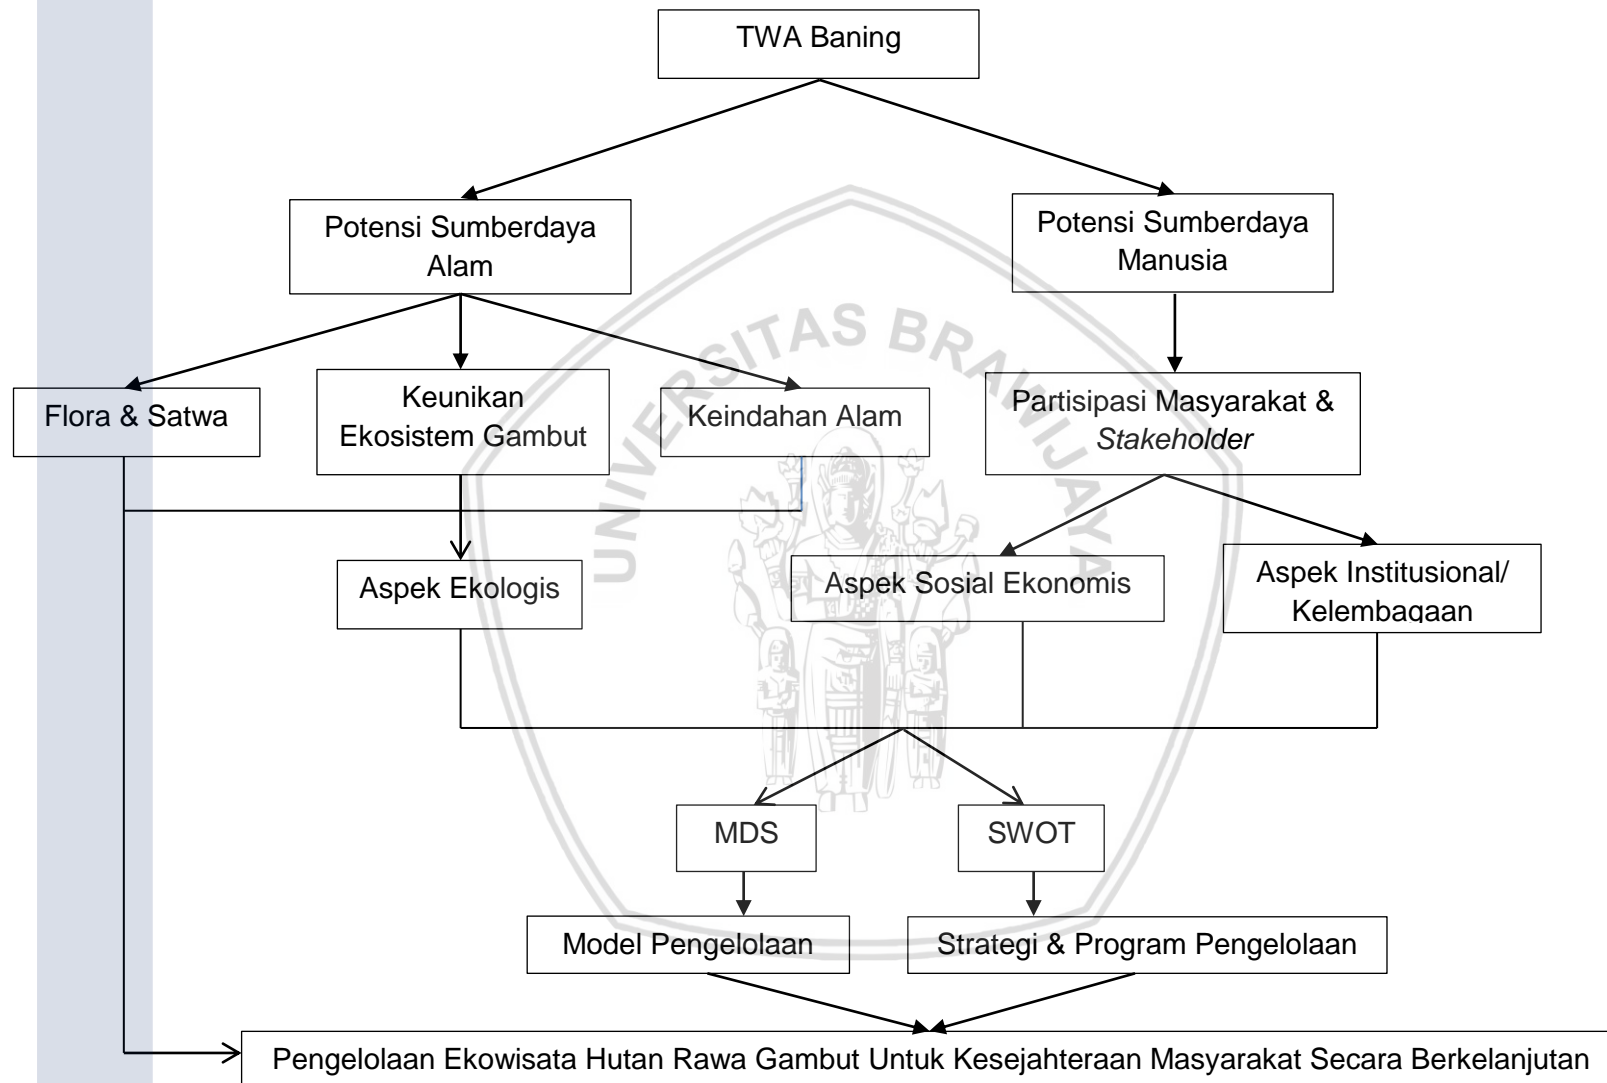 TWA Baning
Potensi Sumberdaya
Alam
Potensi Sumberdaya
Manusia
UNIVERSITAS BRAWIJAYA
Flora & Satwa
Keunikan
Ekosistem Gambut
Keindahan Alam
Partisipasi Masyarakat &
Stakeholder
Aspek Ekologis
Aspek Sosial Ekonomis
Aspek Institusional/
Kelembagaan
MDS
SWOT
Model Pengelolaan
Strategi & Program Pengelolaan
Pengelolaan Ekowisata Hutan Rawa Gambut Untuk Kesejahteraan Masyarakat Secara Berkelanjutan